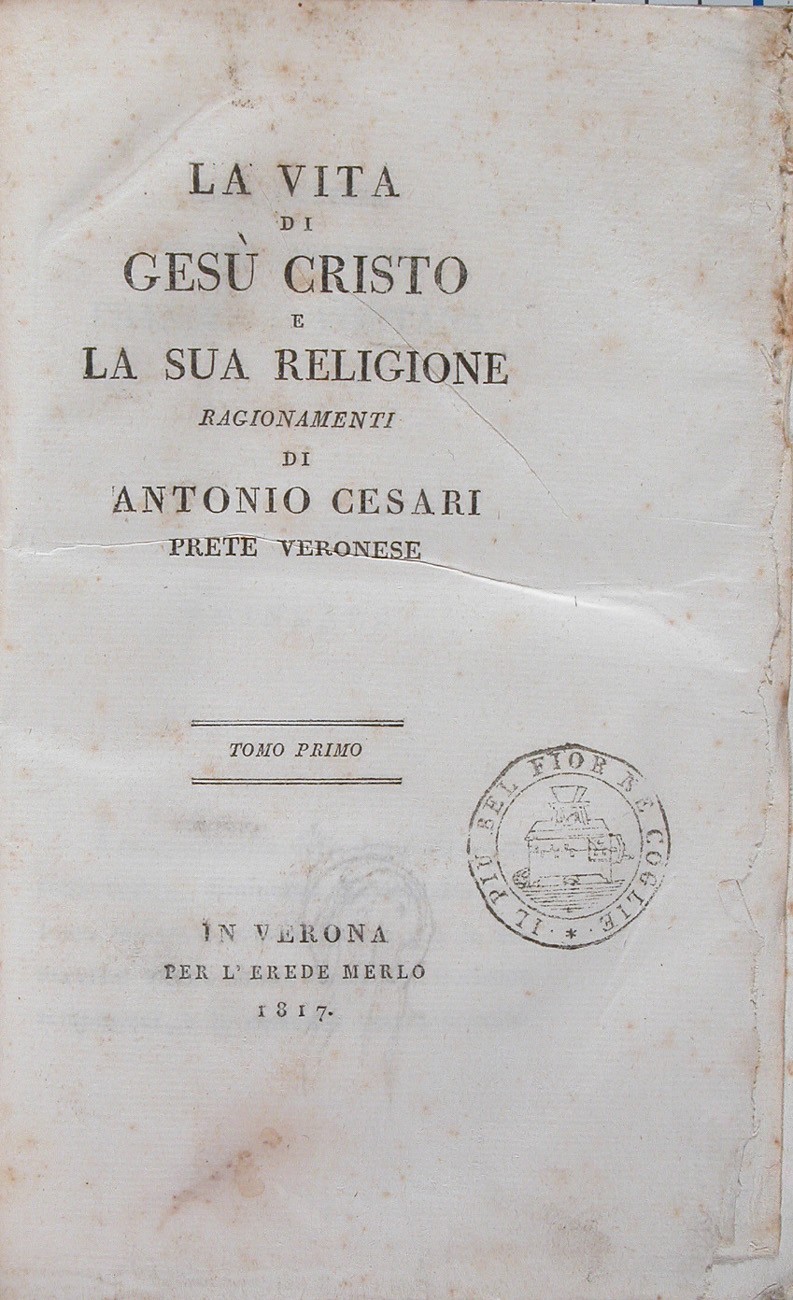 LA VITA
DI
GESÙ CRISTO
E
LA SUA RELIGIONE
RAGIONAMENTI
DI
ANTONIO CESARI
PRETE VERONESE
TOMO PRIMO
IL PIÙ BEL FIOR NE COGLIE
IN VERONA
PER L' EREDE MERLO
1817.